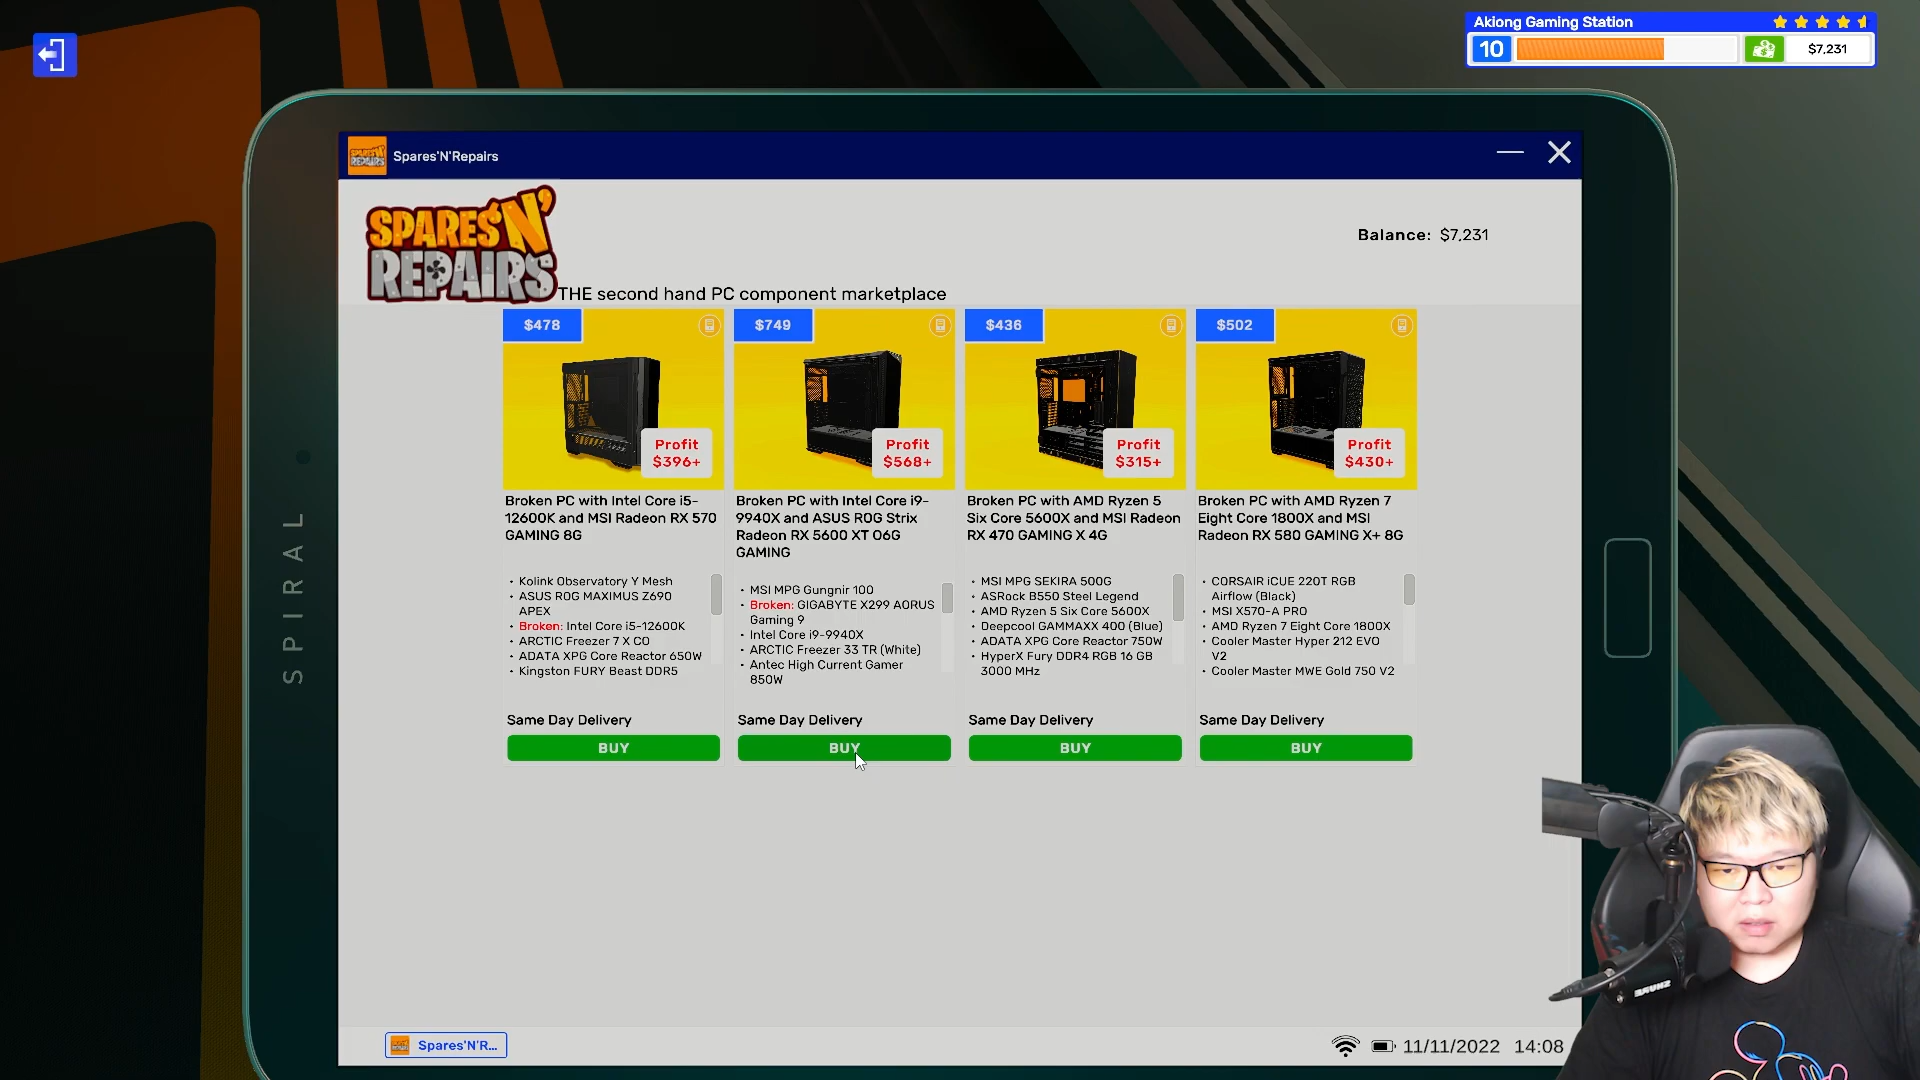 Akiong Gaming Station
10
$7,231
Spares'N'Repairs
SPARES N'
REPAIRS
THE second hand PC component marketplace
Balance: $7,231
$478
Profit
$396+
Broken PC with Intel Core i5-
12600K and MSI Radeon RX 570
GAMING 8G
• Kolink Observatory Y Mesh
• ASUS ROG MAXIMUS Z690
APEX
• Broken: Intel Core i5-12600K
• ARCTIC Freezer 7 X CO
• ADATA XPG Core Reactor 650W
• Kingston FURY Beast DDR5
Same Day Delivery
BUY
$749
Profit
$568+
Broken PC with Intel Core i9-
9940X and ASUS ROG Strix
Radeon RX 5600 XT O6G
GAMING
• MSI MPG Gungnir 100
• Broken: GIGABYTE X299 AORUS
Gaming 9
• Intel Core i9-9940X
• ARCTIC Freezer 33 TR (White)
• Antec High Current Gamer
850W
Same Day Delivery
BUY
$436
Profit
$315+
Broken PC with AMD Ryzen 5
Six Core 5600X and MSI Radeon
RX 470 GAMING X 4G
• MSI MPG SEKIRA 500G
• ASRock B550 Steel Legend
• AMD Ryzen 5 Six Core 5600X
• Deepcool GAMMAXX 400 (Blue)
• ADATA XPG Core Reactor 750W
• HyperX Fury DDR4 RGB 16 GB
3000 MHz
Same Day Delivery
BUY
$502
Profit
$430+
Broken PC with AMD Ryzen 7
Eight Core 1800X and MSI
Radeon RX 580 GAMING X+ 8G
• CORSAIR iCUE 220T RGB
Airflow (Black)
• MSI X570-A PRO
• AMD Ryzen 7 Eight Core 1800X
• Cooler Master Hyper 212 EVO
V2
• Cooler Master MWE Gold 750 V2
Same Day Delivery
BUY
SPIRAL
Spares'N'R...
11/11/2022 14:08
SHURE